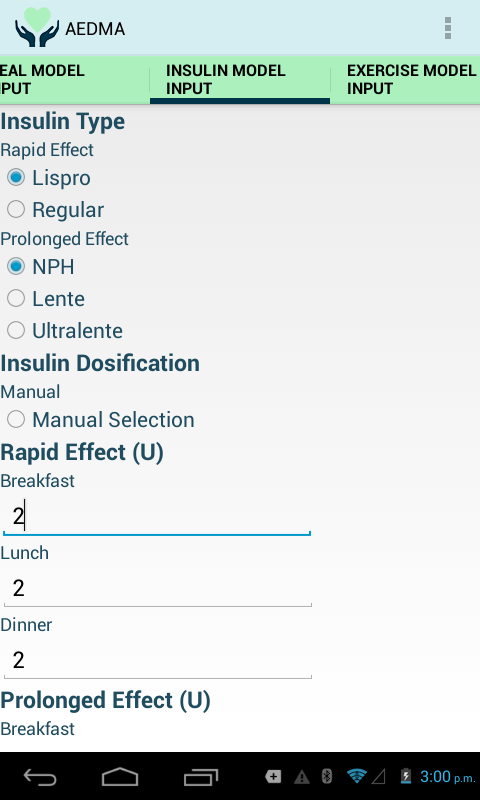 AEDMA
EAL MODEL
PUT
INSULIN MODEL
INPUT
EXERCISE MODEL
INPUT
Insulin Type
Rapid Effect
Lispro
Regular
Prolonged Effect
NPH
Lente
Ultralente
Insulin Dosification
Manual
Manual Selection
Rapid Effect (U)
Breakfast
2
Lunch
2
Dinner
2
Prolonged Effect (U)
Breakfast
3:00 p.m.